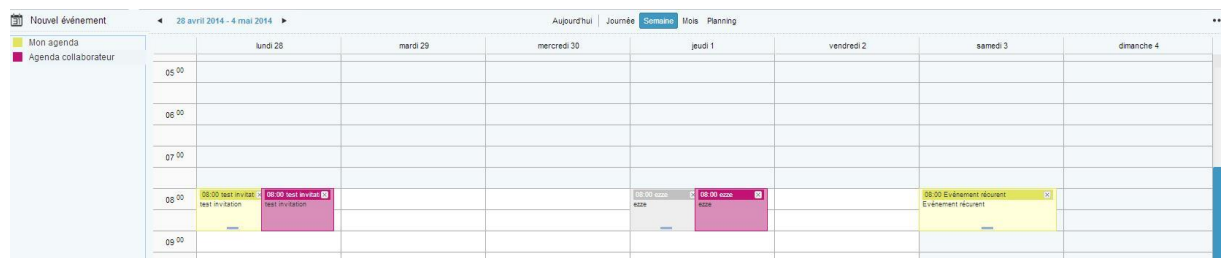 Nouvel événement
28 avril 2014 - 4 mai 2014
Aujourd'hui Journée Semaine Mois Planning
Mon agenda
Agenda collaborateur
lundi 28 mardi 29 mercredi 30 jeudi 1 vendredi 2 samedi 3 dimanche 4
05 00
06 00
07 00
08 00
08:00 test invitat 08:00 test invitati 08:00 ezze 08:00 ezze 08:00 Evénement récurent
test invitation test invitation ezze ezze Evénement récurent
09 00